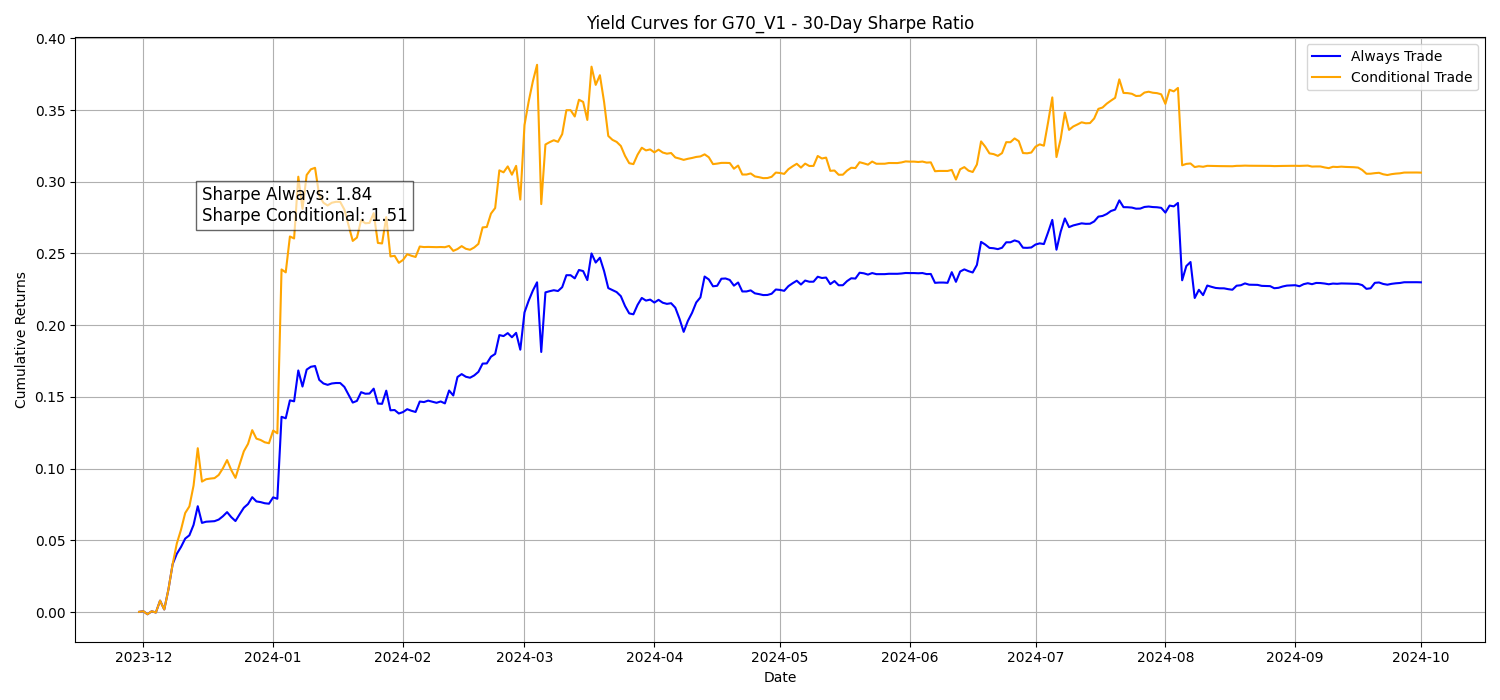 Yield Curves for G70_V1 - 30-Day Sharpe Ratio
Always Trade
Conditional Trade
Sharpe Always: 1.84
Sharpe Conditional: 1.51
Cumulative Returns
0.40
0.35
0.30
0.25
0.20
0.15
0.10
0.05
0.00
2023-12
2024-01
2024-02
2024-03
2024-04
2024-05
2024-06
2024-07
2024-08
2024-09
2024-10
Date